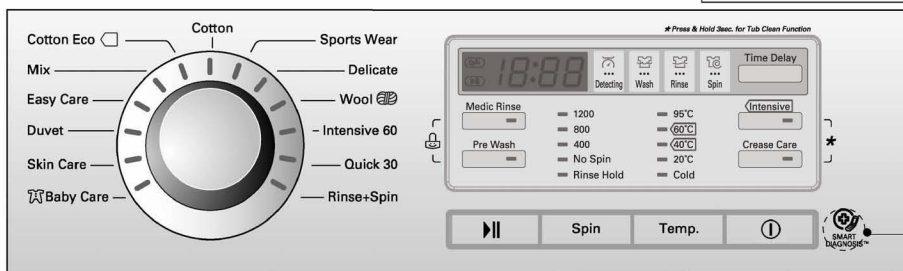 Cotton
Cotton Eco
Mix
Easy Care
Duvet
Skin Care
Baby Care
Sports Wear
Delicate
Wool
Intensive 60
Quick 30
Rinse+Spin
* Press & Hold 3sec. for Tub Clean Function
18:88
Detecting
Wash
Rinse
Spin
Time Delay
Medic Rinse
Pre Wash
1200
800
400
No Spin
Rinse Hold
95°C
60°C
40°C
20°C
Cold
Intensive
Crease Care
*
Spin
Temp.
SMART
DIAGNOSIS™